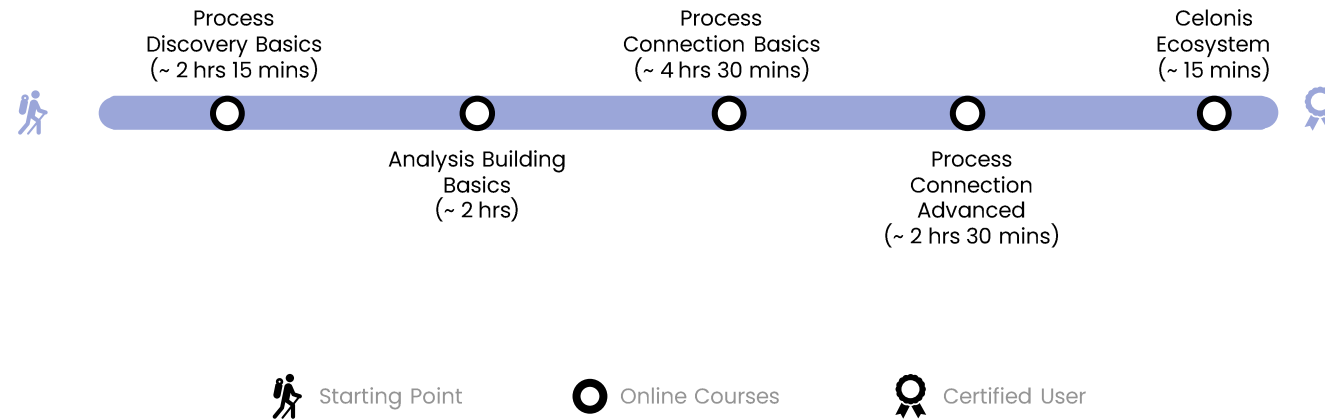 Process
Discovery Basics
(~ 2 hrs 15 mins)
Analysis Building
Basics
(~ 2 hrs)
Process
Connection Basics
(~ 4 hrs 30 mins)
Process
Connection
Advanced
(~ 2 hrs 30 mins)
Celonis
Ecosystem
(~ 15 mins)
Starting Point
Online Courses
Certified User